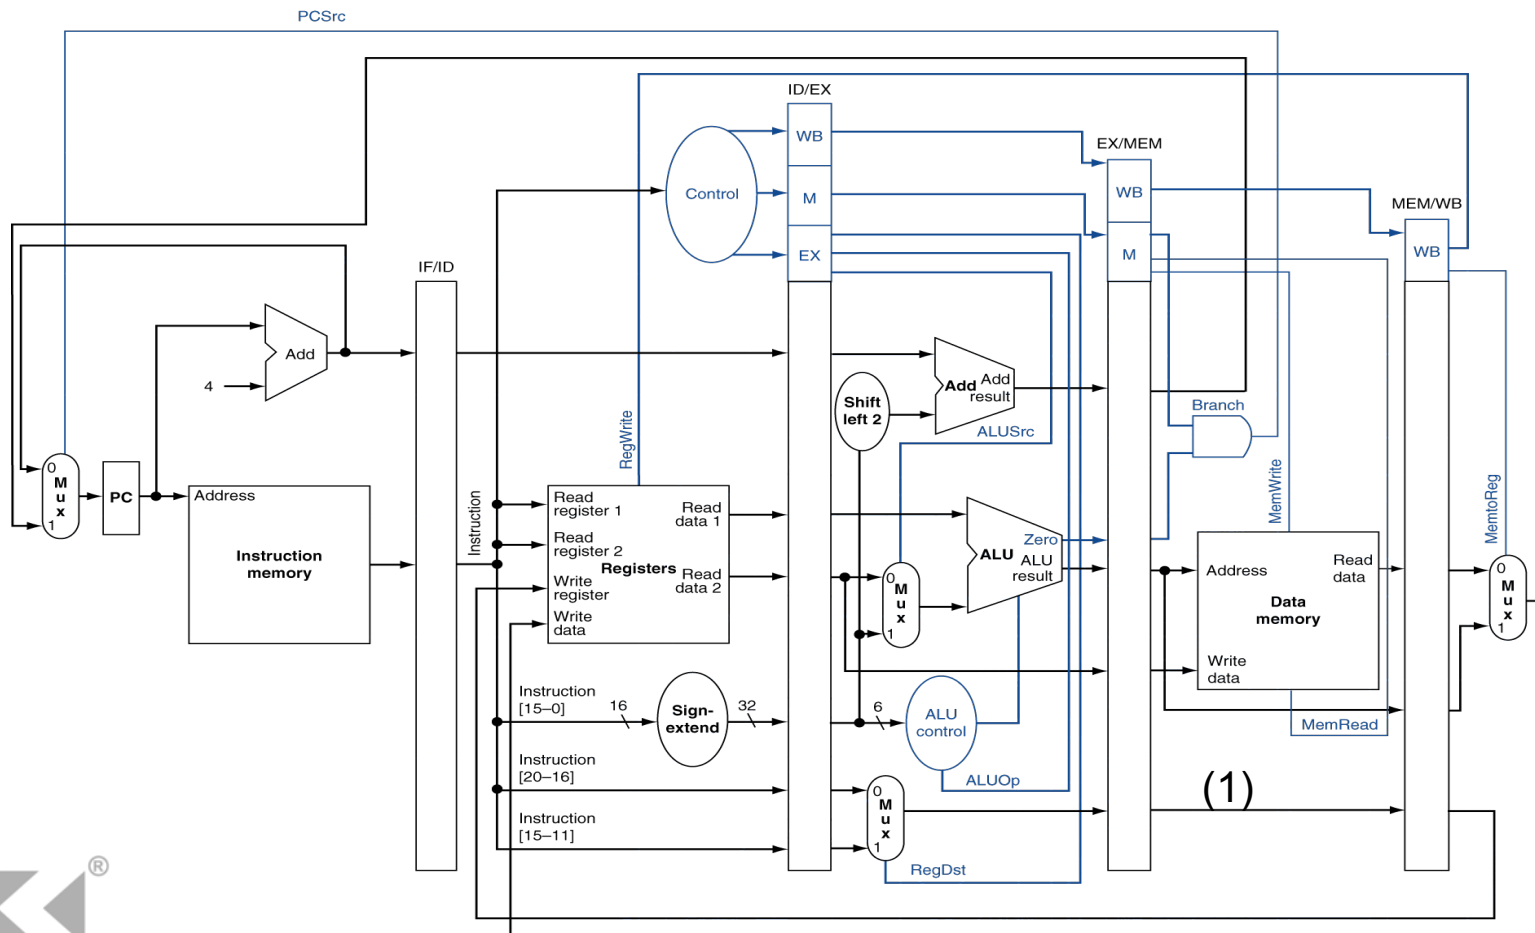 PCSrc
ID/EX
WB
EX/MEM
Control
M
WB
MEM/WB
EX
M
WB
IF/ID
Add
4
Add
Add
result
Shift
left 2
Branch
ALUSrc
RegWrite
MemWrite
MemtoReg
0
M
u
x
1
PC
Address
Instruction
memory
Instruction
Read
register 1
Read
register 2
Write
register
Write
data
Registers
Read
data 1
Read
data 2
0
M
u
x
1
Zero
ALU
ALU
result
Address
Read
data
Data
memory
Write
data
0
M
u
x
1
Instruction
[15–0]
16
Sign-
extend
32
6
ALU
control
MemRead
Instruction
[20–16]
ALUOp
0
M
u
x
1
(1)
Instruction
[15–11]
RegDst
®